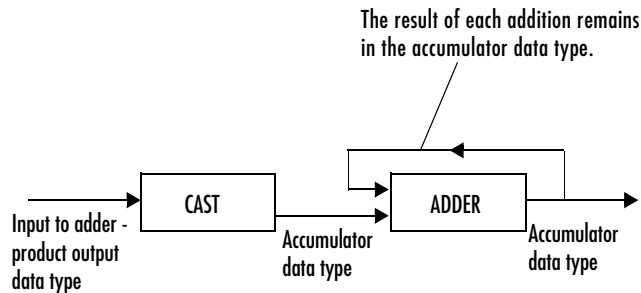 The result of each addition remains
in the accumulator data type.
CAST
ADDER
Input to adder -
product output
data type
Accumulator
data type
Accumulator
data type